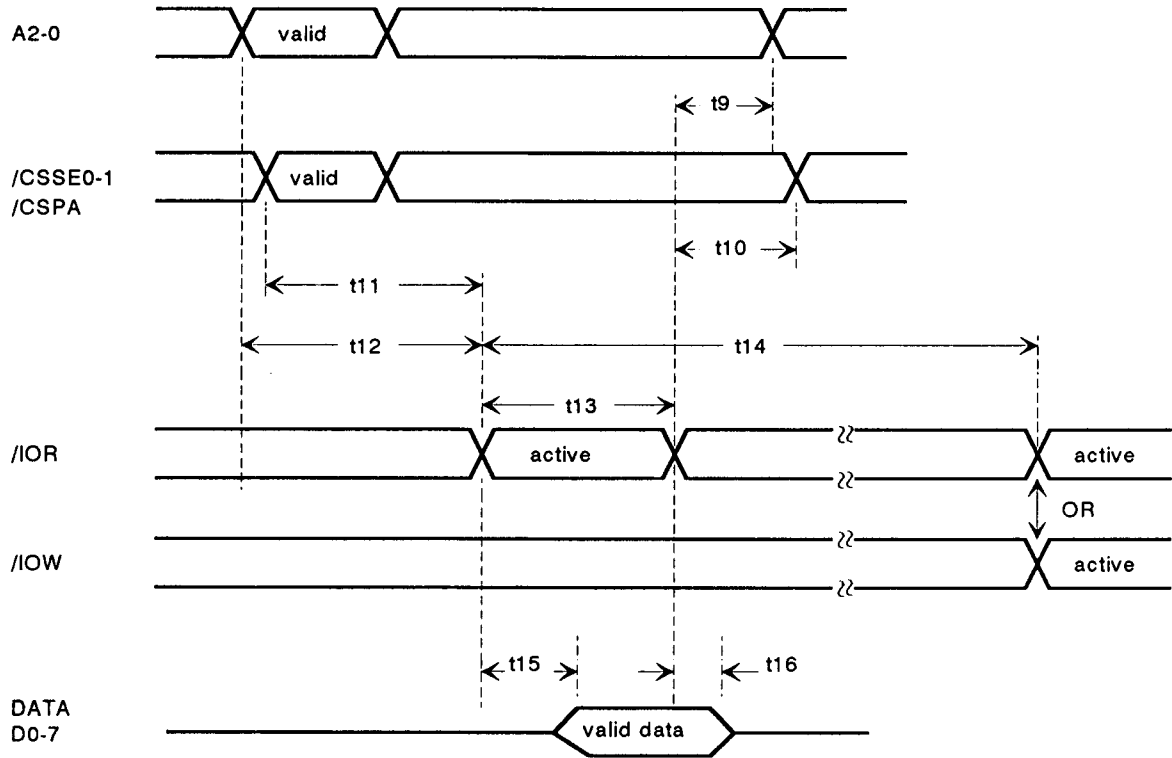 A2-0 valid
t9
/CSSE0-1 valid
/CSPA
t10
t11
t12 t14
t13
/IOR active active
OR
/IOW active
t15 t16
DATA
D0-7 valid data